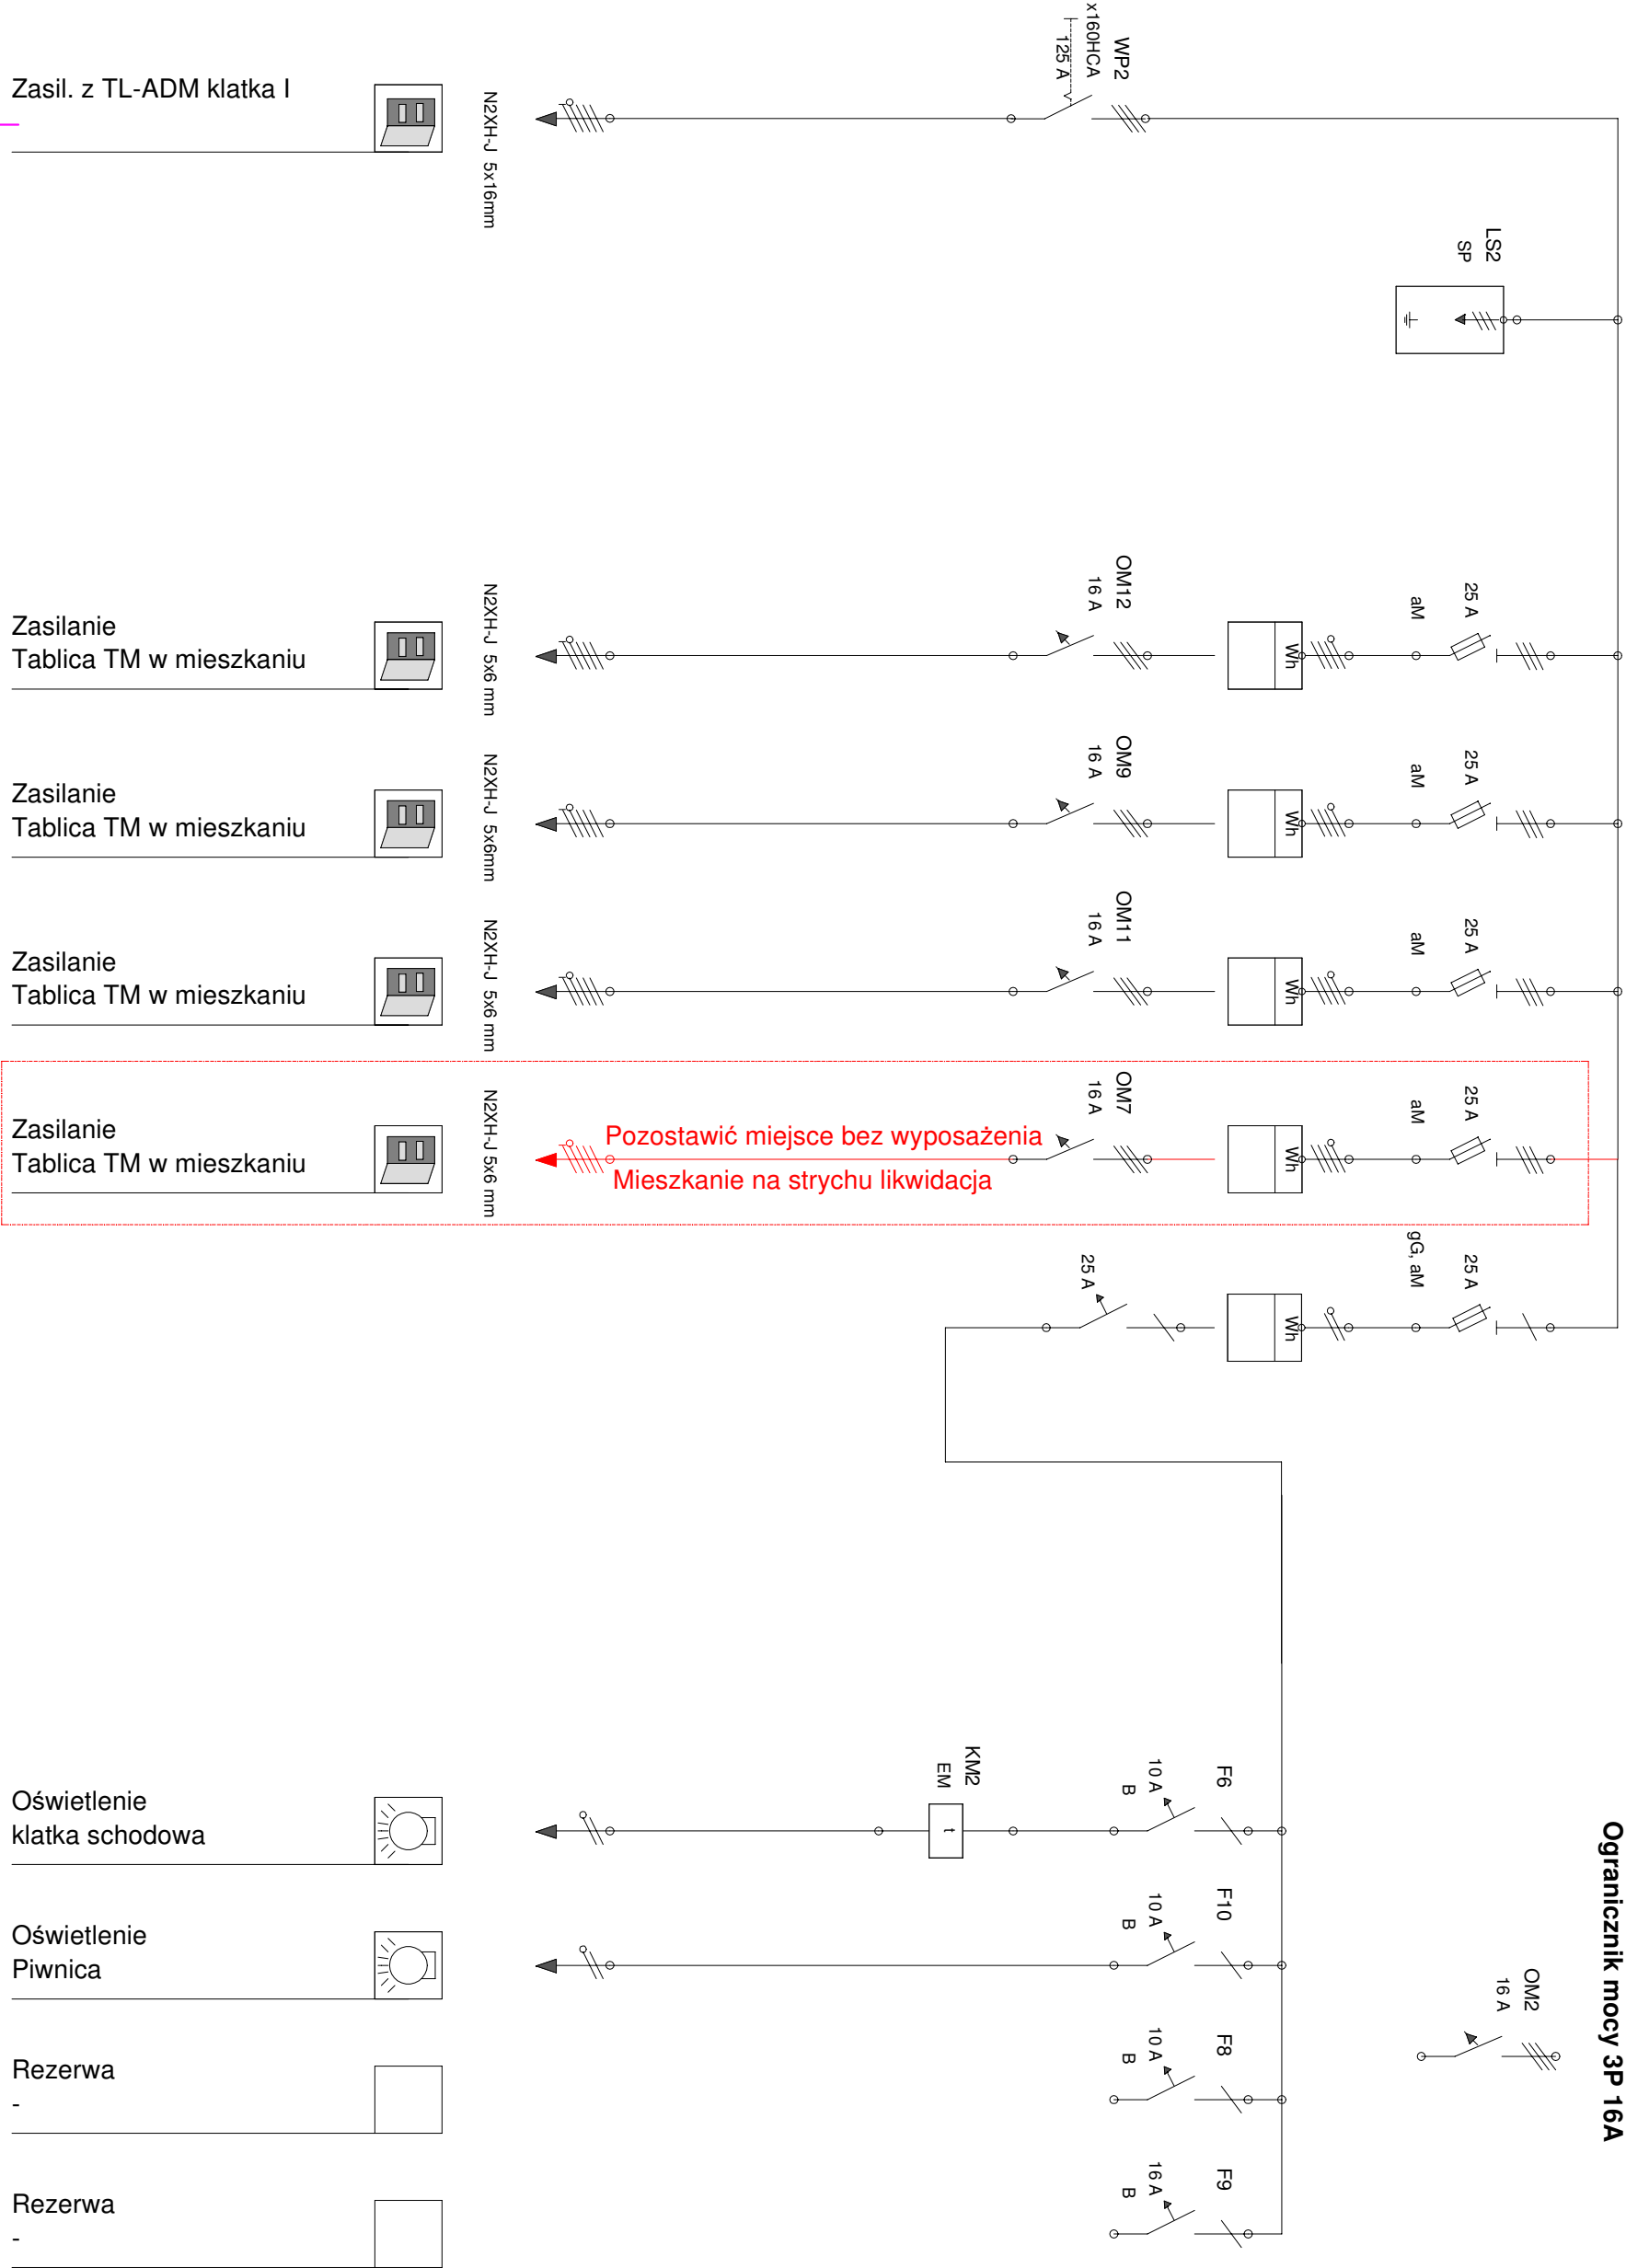 Zasil. z TL-ADM klatka I
N2XH-J 5x16mm
WP2
x160HCA
125 A
LS2
SP
Zasilanie
Tablica TM w mieszkaniu
N2XH-J 5x6 mm
OM12
16 A
Wh
25 A
aM
Zasilanie
Tablica TM w mieszkaniu
N2XH-J 5x6mm
OM9
16 A
Wh
25 A
aM
Zasilanie
Tablica TM w mieszkaniu
N2XH-J 5x6 mm
OM11
16 A
Wh
25 A
aM
Zasilanie
Tablica TM w mieszkaniu
N2XH-J 5x6 mm
Pozostawić miejsce bez wyposażenia
Mieszkanie na strychu likwidacja
OM7
16 A
Wh
25 A
aM
25 A
Wh
25 A
gG, aM
Oświetlenie
klatka schodowa
KM2
EM
t
F6
10 A
B
Oświetlenie
Piwnica
F10
10 A
B
Rezerwa
-
F8
10 A
B
Rezerwa
-
F9
16 A
B
Ogranicznik mocy 3P 16A
OM2
16 A